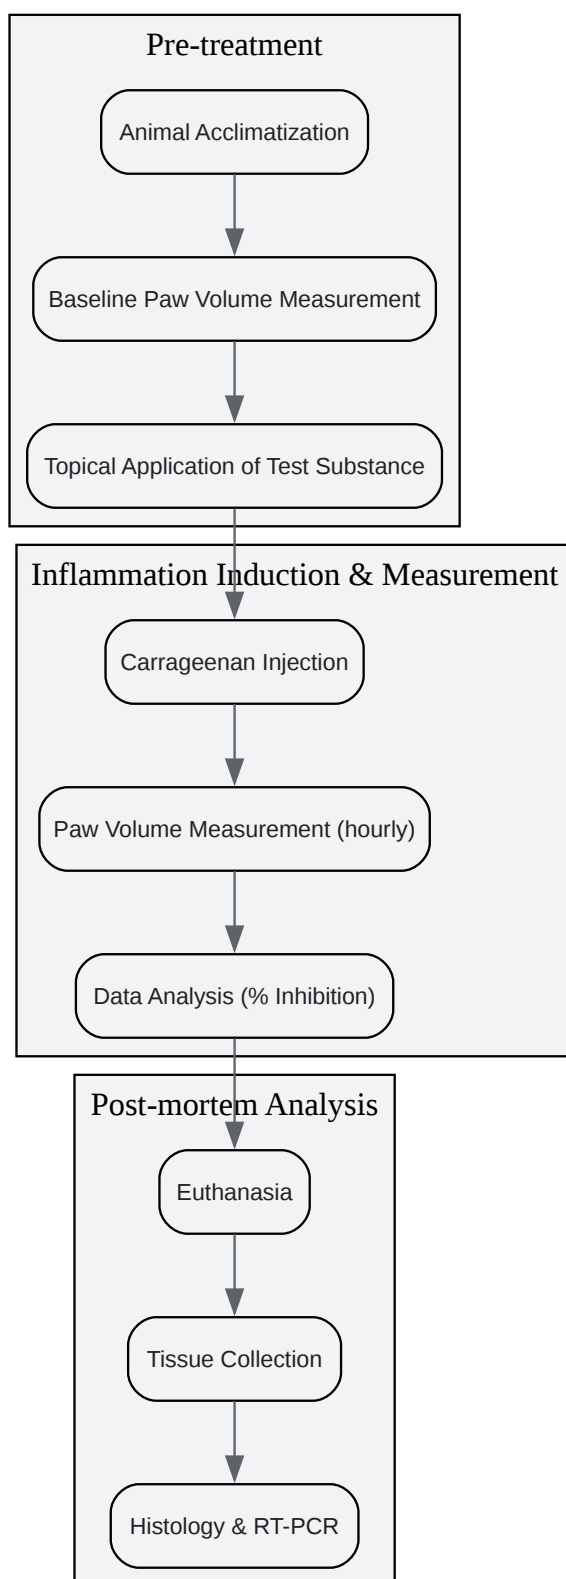 Pre-treatment
Animal Acclimatization
Baseline Paw Volume Measurement
Topical Application of Test Substance
Inflammation Induction & Measurement
Carrageenan Injection
Paw Volume Measurement (hourly)
Data Analysis (% Inhibition)
Post-mortem Analysis
Euthanasia
Tissue Collection
Histology & RT-PCR